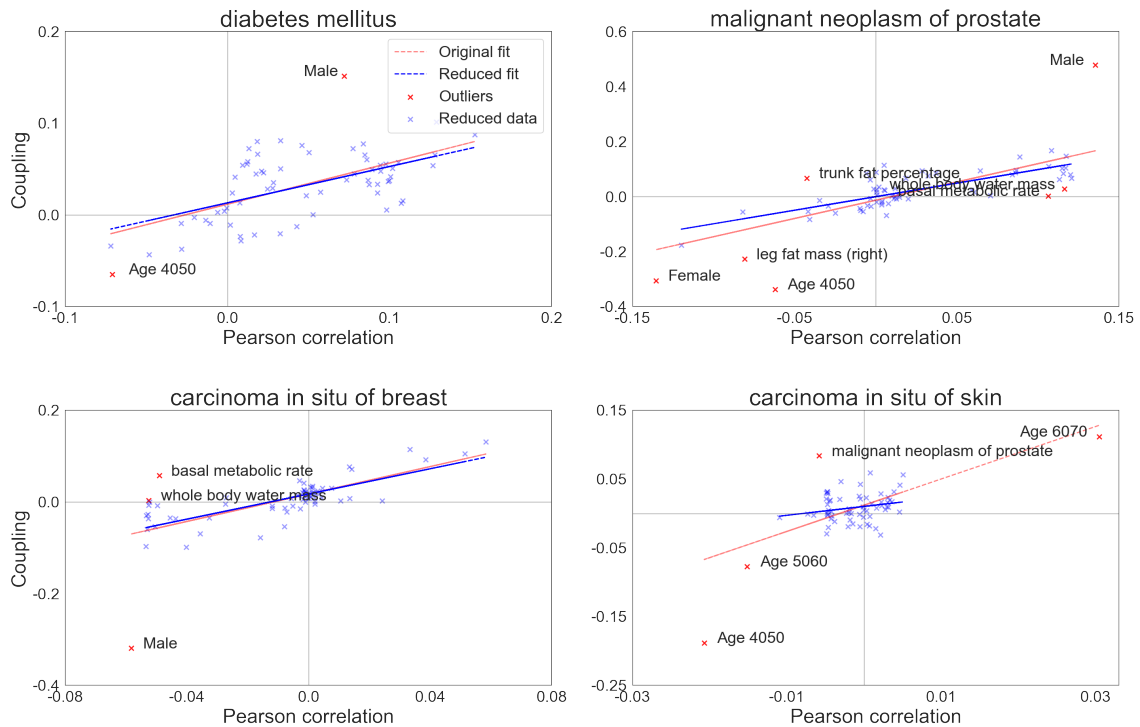 diabetes mellitus
0.2
0.1
0.0
-0.1
Coupling
Male
Age 4050
Original fit
Reduced fit
Outliers
Reduced data
-0.1
0.0
0.1
0.2
Pearson correlation
malignant neoplasm of prostate
0.6
0.4
0.2
0.0
-0.2
-0.4
Male
trunk fat percentage
whole body water mass
basal metabolic rate
leg fat mass (right)
Female
Age 4050
-0.15
-0.05
0.05
0.15
Pearson correlation
carcinoma in situ of breast
0.2
0.0
-0.2
-0.4
Coupling
basal metabolic rate
whole body water mass
Male
-0.08
-0.04
0.0
0.04
0.08
Pearson correlation
carcinoma in situ of skin
0.15
0.05
-0.05
-0.15
-0.25
Age 6070
malignant neoplasm of prostate
Age 5060
Age 4050
-0.03
-0.01
0.01
0.03
Pearson correlation